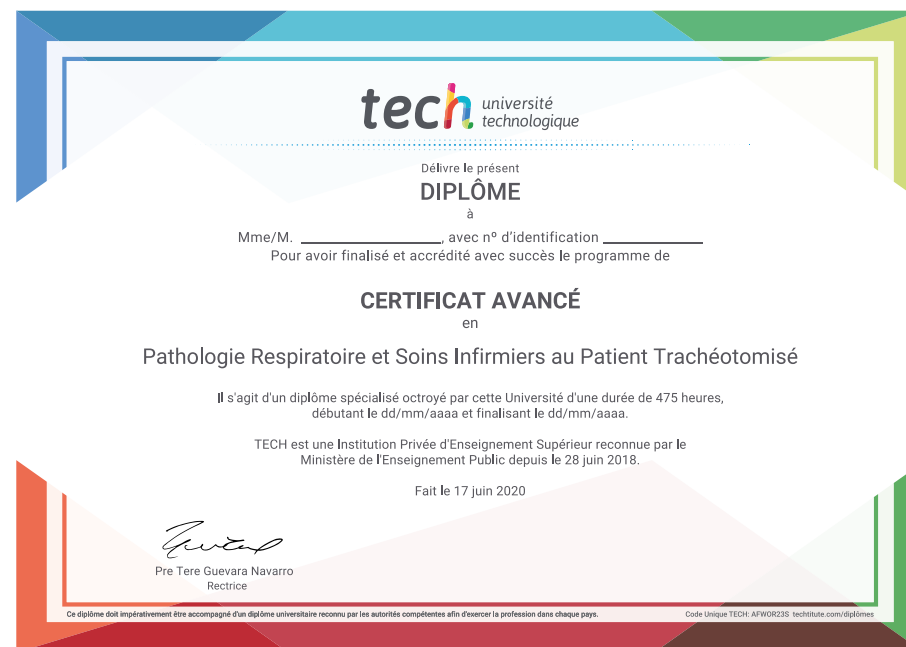 tech université
technologique
Délivre le présent
DIPLÔME
à
Mme/M. ____________________, avec nº d'identification ______________
Pour avoir finalisé et accrédité avec succès le programme de
CERTIFICAT AVANCÉ
en
Pathologie Respiratoire et Soins Infirmiers au Patient Trachéotomisé
Il s'agit d'un diplôme spécialisé octroyé par cette Université d'une durée de 475 heures,
débutant le dd/mm/aaaa et finalisant le dd/mm/aaaa.
TECH est une Institution Privée d'Enseignement Supérieur reconnue par le
Ministère de l'Enseignement Public depuis le 28 juin 2018.
Fait le 17 juin 2020
Pre Tere Guevara Navarro
Rectrice
Ce diplôme doit impérativement être accompagné d'un diplôme universitaire reconnu par les autorités compétentes afin d'exercer la profession dans chaque pays.
Code Unique TECH: AFWOR23S techtitute.com/diplômes